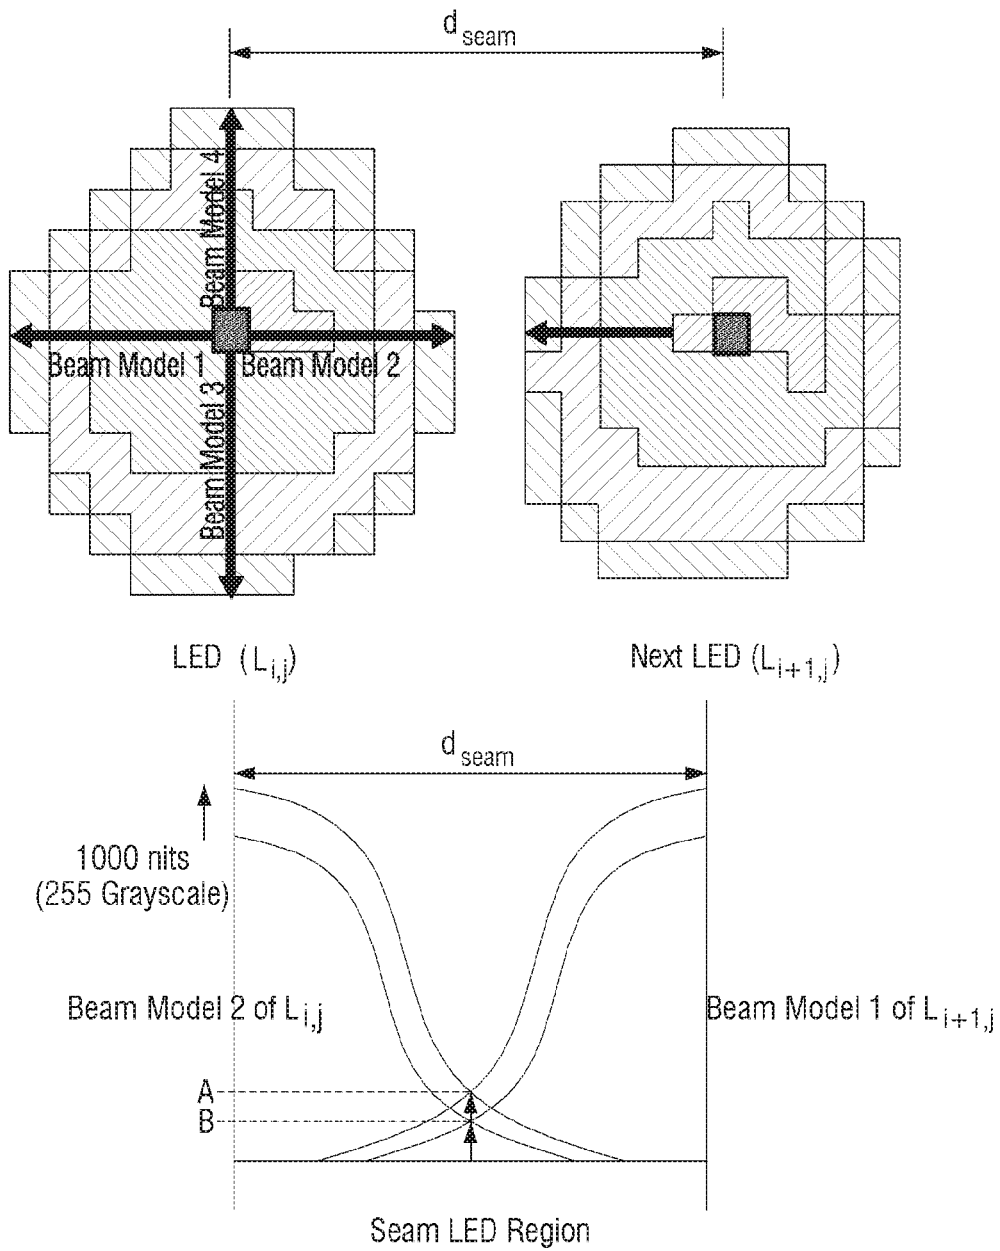 d seam
Beam Model 4
Beam Model 1
Beam Model 2
Beam Model 3
LED (L i,j)
Next LED (L i+1,j)
d seam
1000 nits
(255 Grayscale)
Beam Model 2 of L i,j
Beam Model 1 of L i+1,j
A
B
Seam LED Region